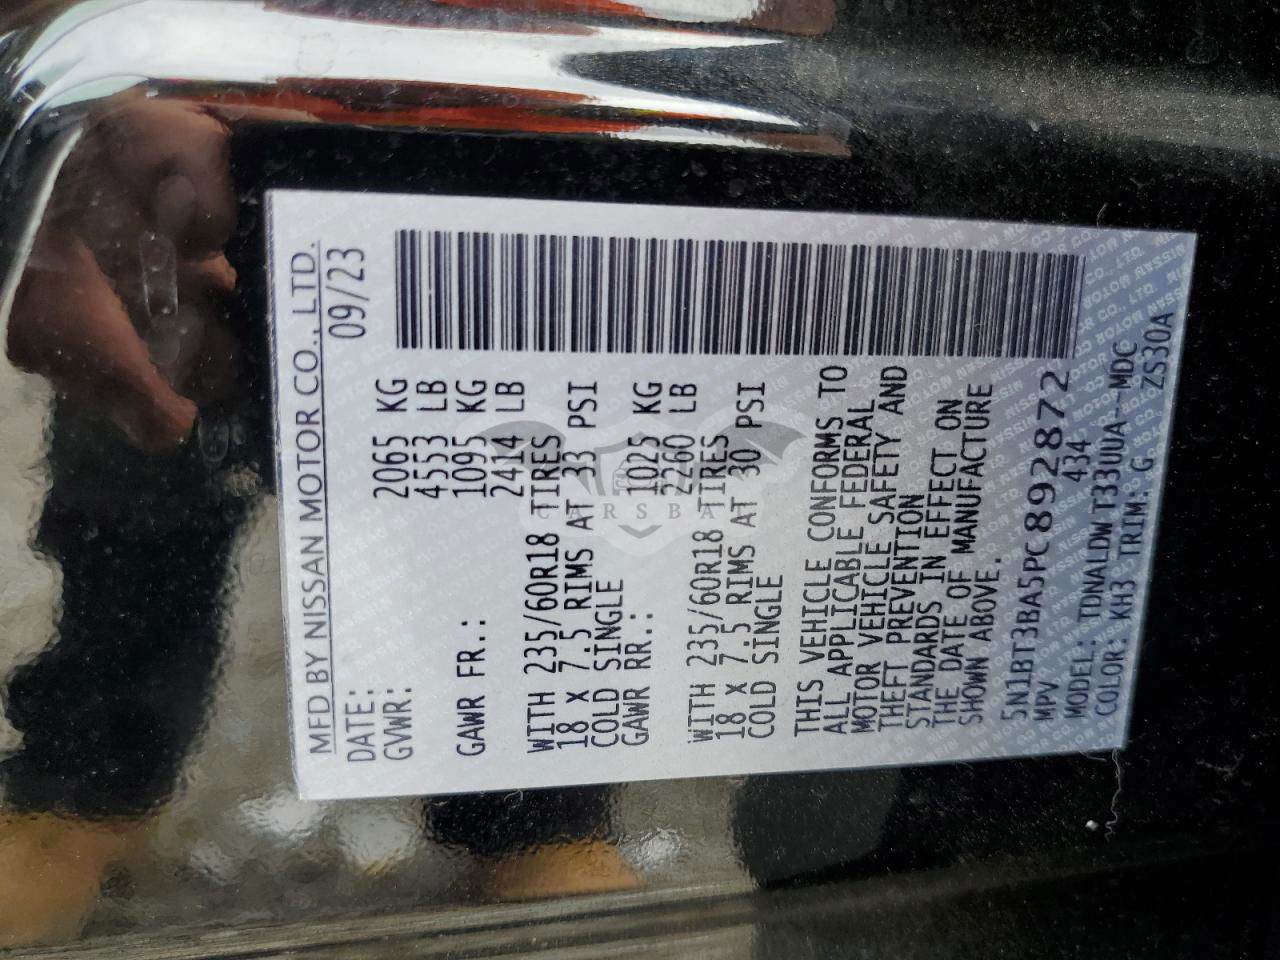 MFD BY NISSAN MOTOR CO., LTD.
DATE: 09/23
GVWR: 2065 KG
4553 LB
GAWR FR.: 1095 KG
2414 LB
WITH 235/60R18 TIRES
18 X 7.5 RIMS AT 33 PSI
COLD SINGLE
GAWR RR.: 1025 KG
2260 LB
WITH 235/60R18 TIRES
18 X 7.5 RIMS AT 30 PSI
COLD SINGLE
THIS VEHICLE CONFORMS TO
ALL APPLICABLE FEDERAL
MOTOR VEHICLE SAFETY AND
THEFT PREVENTION
STANDARDS IN EFFECT ON
THE DATE OF MANUFACTURE
SHOWN ABOVE.
5N1BT3BA5PC892872
MPV 434
MODEL: TDNALDWT33UUA--MDC
COLOR: KH3 TRIM: G ZS30A
CARSBA